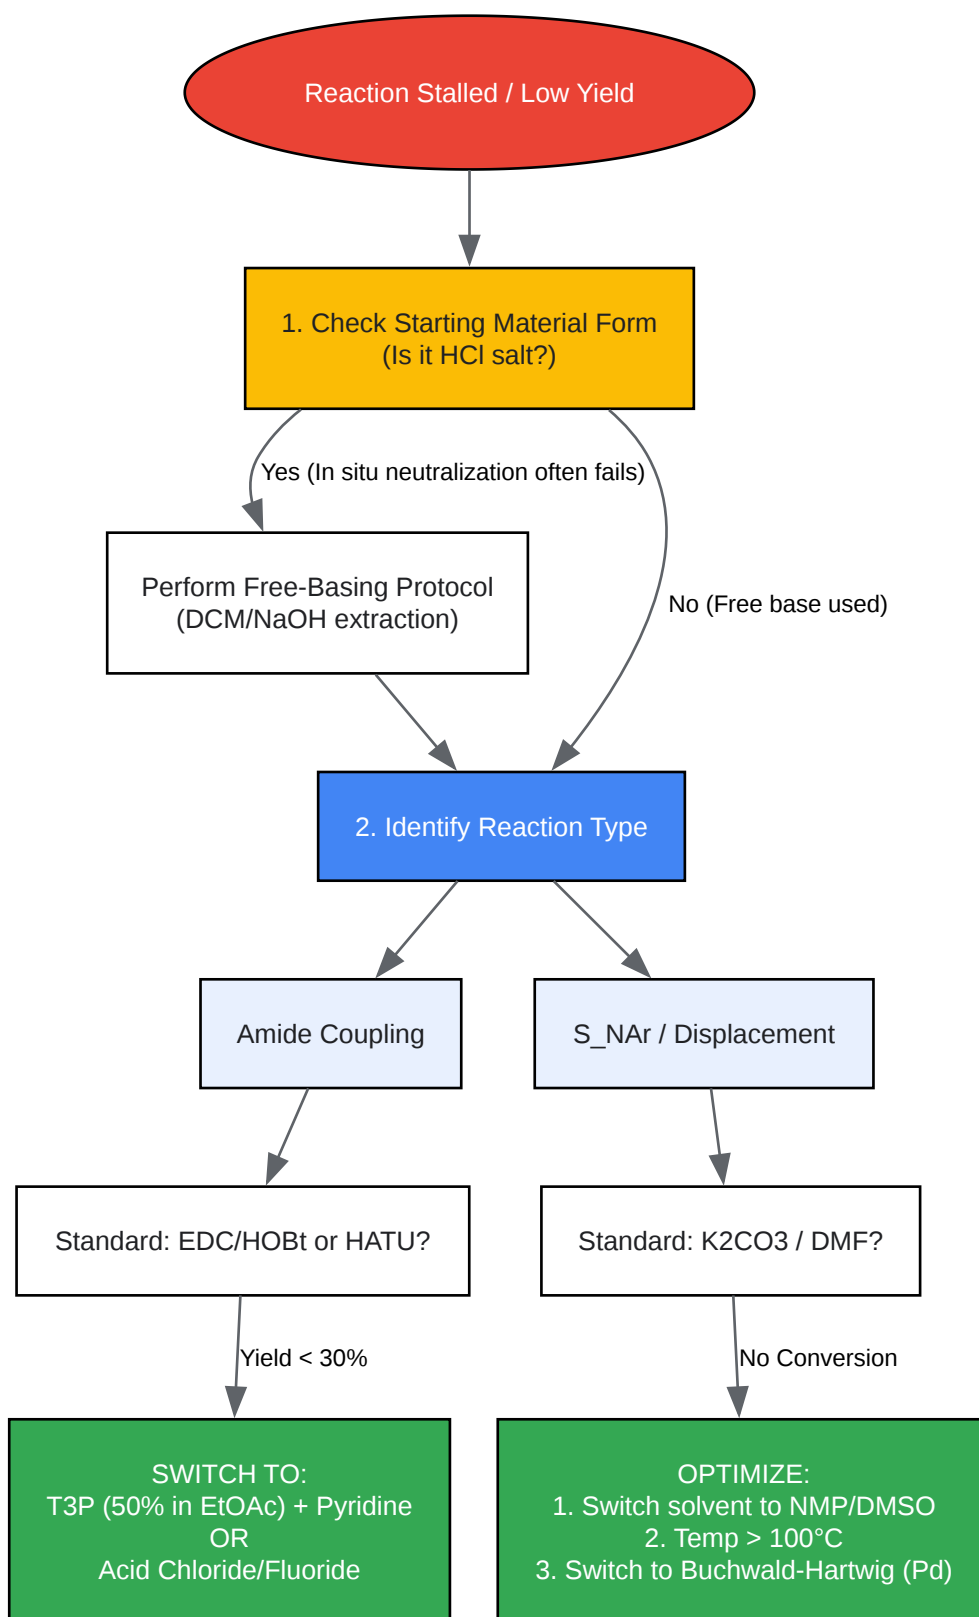 Reaction Stalled / Low Yield
1. Check Starting Material Form
(Is it HCl salt?)
Yes (In situ neutralization often fails)
Perform Free-Basing Protocol
(DCM/NaOH extraction)
No (Free base used)
2. Identify Reaction Type
Amide Coupling
S_NAr / Displacement
Standard: EDC/HOBt or HATU?
Standard: K2CO3 / DMF?
Yield < 30%
No Conversion
SWITCH TO:
T3P (50% in EtOAc) + Pyridine
OR
Acid Chloride/Fluoride
OPTIMIZE:
1. Switch solvent to NMP/DMSO
2. Temp > 100°C
3. Switch to Buchwald-Hartwig (Pd)